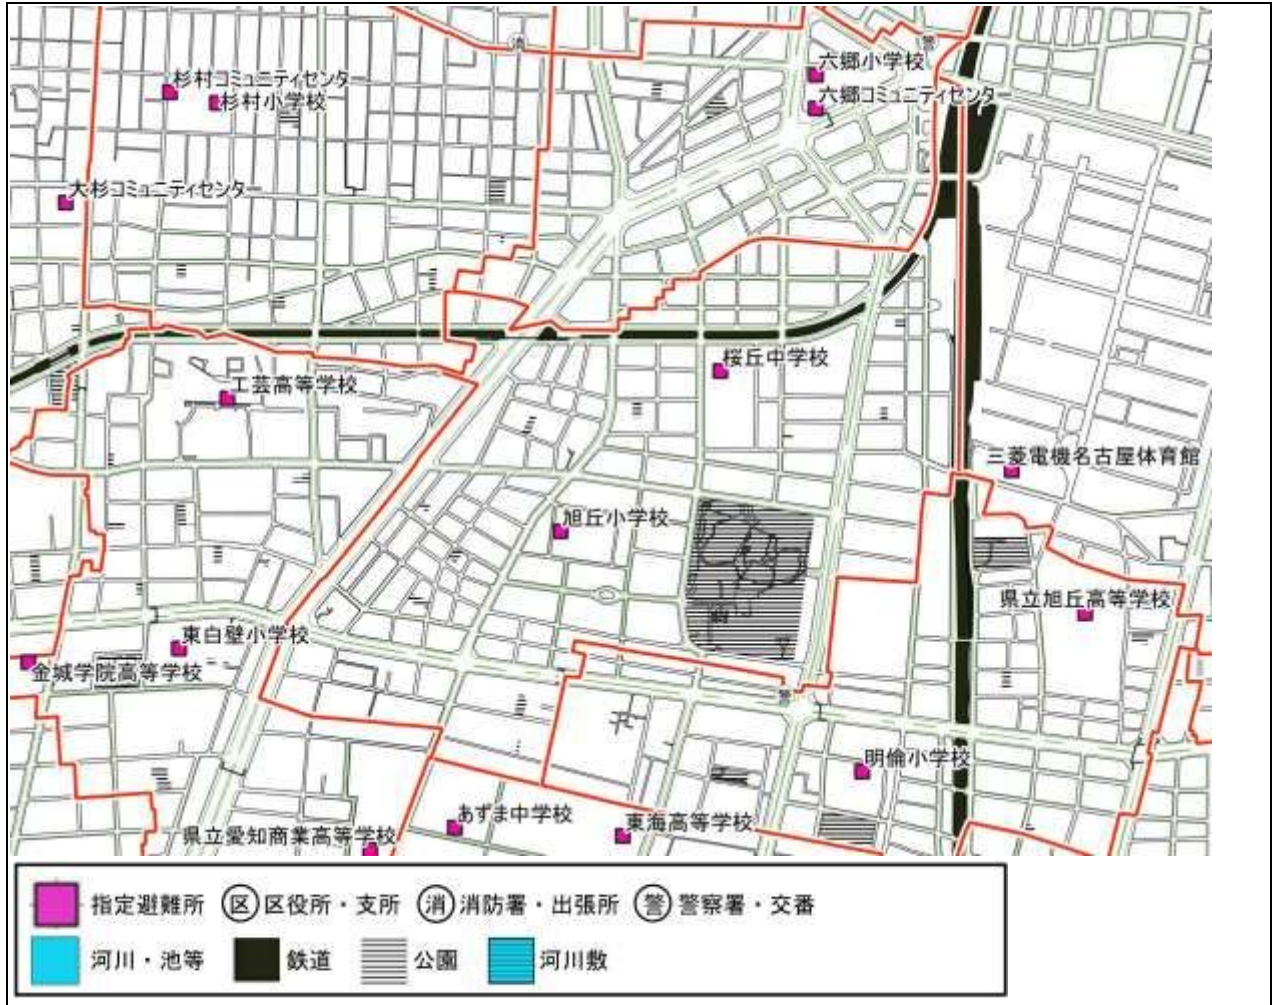 消
警
六郷小学校
杉村コミュニティセンター
杉村小学校
六郷コミュニティセンター
大杉コミュニティセンター
桜丘中学校
工芸高等学校
三菱電機名古屋体育館
旭丘小学校
県立旭丘高等学校
東白壁小学校
金城学院高等学校
警
明倫小学校
あずま中学校
東海高等学校
県立愛知商業高等学校
指定避難所 区 区役所・支所 消 消防署・出張所 警 警察署・交番
河川・池等 鉄道 公園 河川敷